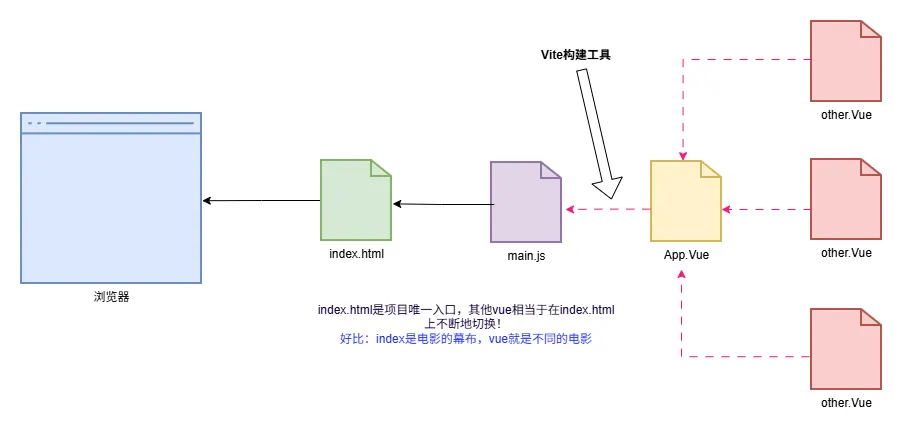 Vite构建工具
other.Vue
other.Vue
index.html
main.js
App.Vue
浏览器
index.html是项目唯一入口，其他vue相当于在index.html
上不断地切换！
好比：index是电影的幕布，vue就是不同的电影
other.Vue